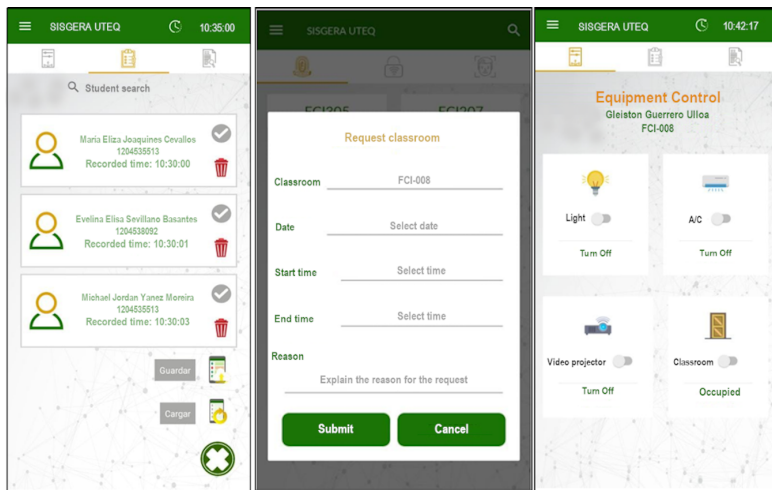 SISGERA UTEQ 10:35:00
Student search
Maria Eliza Joaquines Cevallos
1204535513
Recorded time: 10:30:00
Evelina Elisa Sevillano Basantes
1204538092
Recorded time: 10:30:01
Michael Jordan Yanez Moreira
1204535513
Recorded time: 10:30:03
Guardar
Cargar
SISGERA UTEQ
FCI305 FCI207
Request classroom
Classroom FCI-008
Date Select date
Start time Select time
End time Select time
Reason
Explain the reason for the request
Submit Cancel
SISGERA UTEQ 10:42:17
Equipment Control
Gleiston Guerrero Ulloa
FCI-008
Light A/C
Turn Off Turn Off
Video projector Classroom
Turn Off Occupied